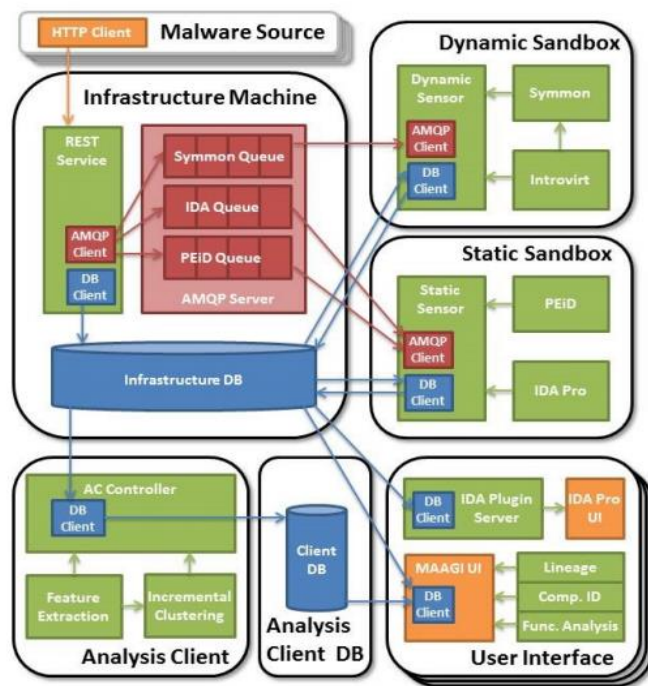 HTTP Client
Malware Source
Infrastructure Machine
REST
Service
AMQP
Client
DB
Client
Symmon Queue
IDA Queue
PEiD Queue
AMQP Server
Infrastructure DB
Dynamic Sandbox
Dynamic
Sensor
AMQP
Client
DB
Client
Symmon
Introvirt
Static Sandbox
Static
Sensor
AMQP
Client
DB
Client
PEiD
IDA Pro
AC Controller
DB
Client
Feature
Extraction
Incremental
Clustering
Analysis Client
Client
DB
Analysis
Client DB
DB
Client
IDA Plugin
Server
IDA Pro
UI
MAAGI UI
DB
Client
Lineage
Comp. ID
Func. Analysis
User Interface